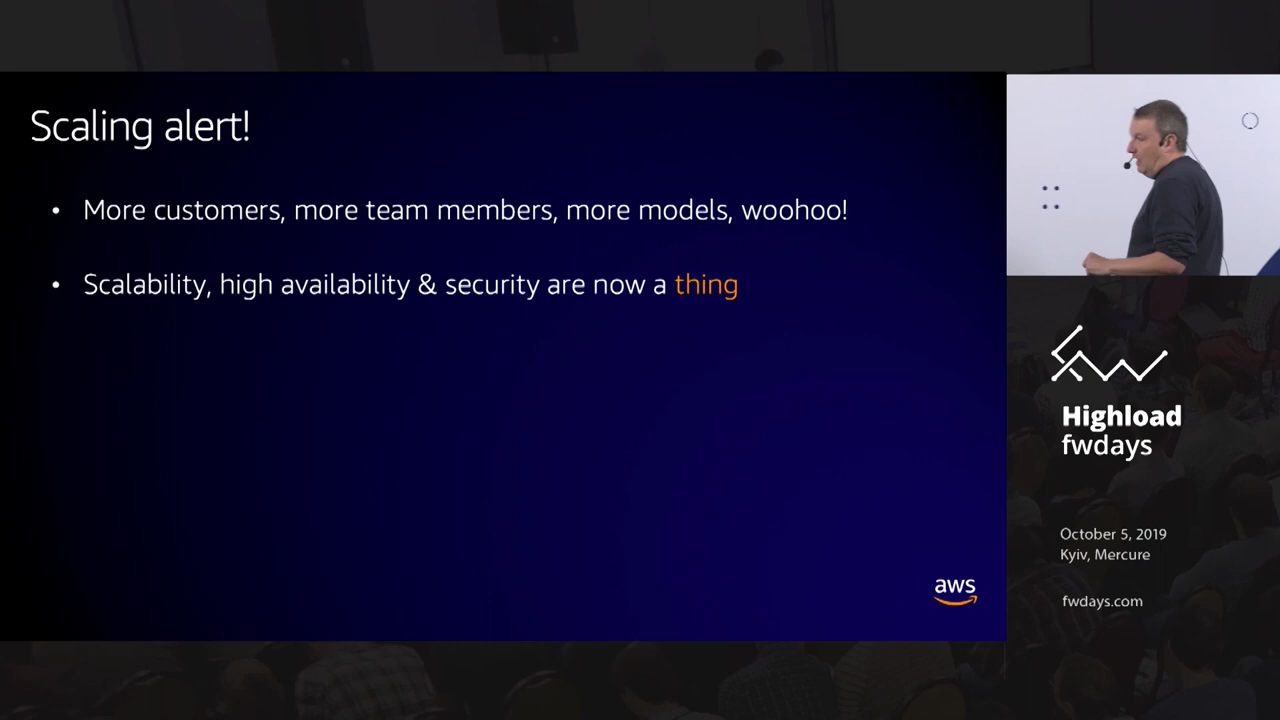 Scaling alert!
• More customers, more team members, more models, woohoo!
• Scalability, high availability & security are now a thing
aws
Highload
fwdays
October 5, 2019
Kyiv, Mercure
fwdays.com